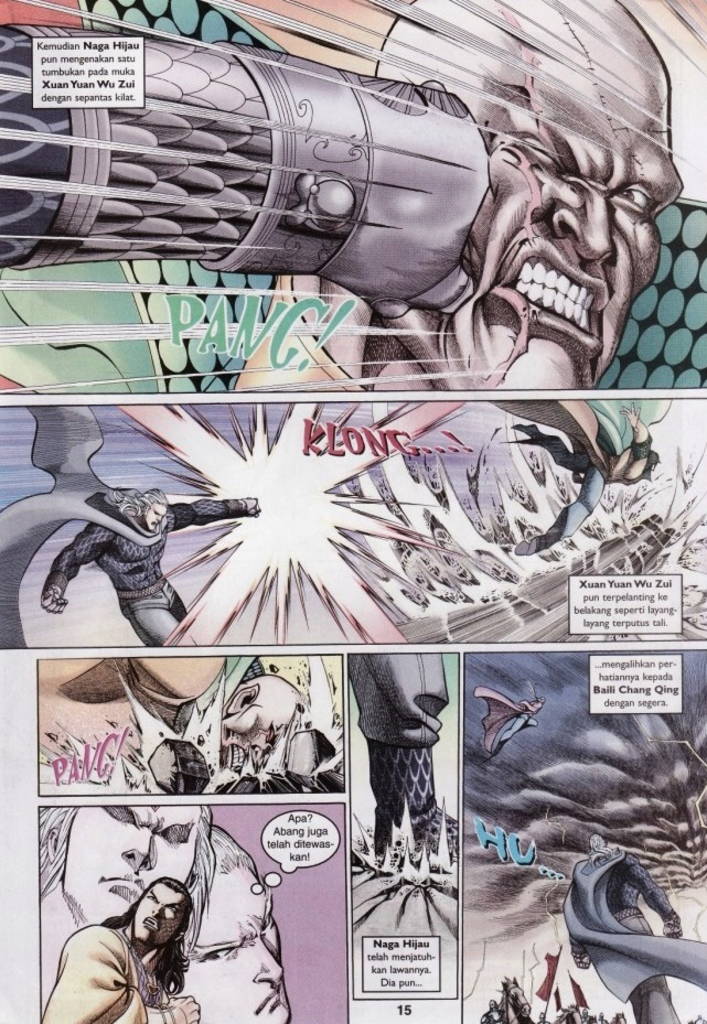 Kemudian Naga Hijau
pun mengenakan satu
tumbukan pada muka
Xuan Yuan Wu Zui
dengan sepantas kilat.
PANG!
KLONG....!
Xuan Yuan Wu Zui
pun terpelanting ke
belakang seperti layang-
layang terputus tali.
PANG!
Apa?
Abang juga
telah ditewas-
kan!
Naga Hijau
telah menjatuh-
kan lawannya.
Dia pun...
...mengalihkan per-
hatiannya kepada
Baili Chang Qing
dengan segera.
HU...
15